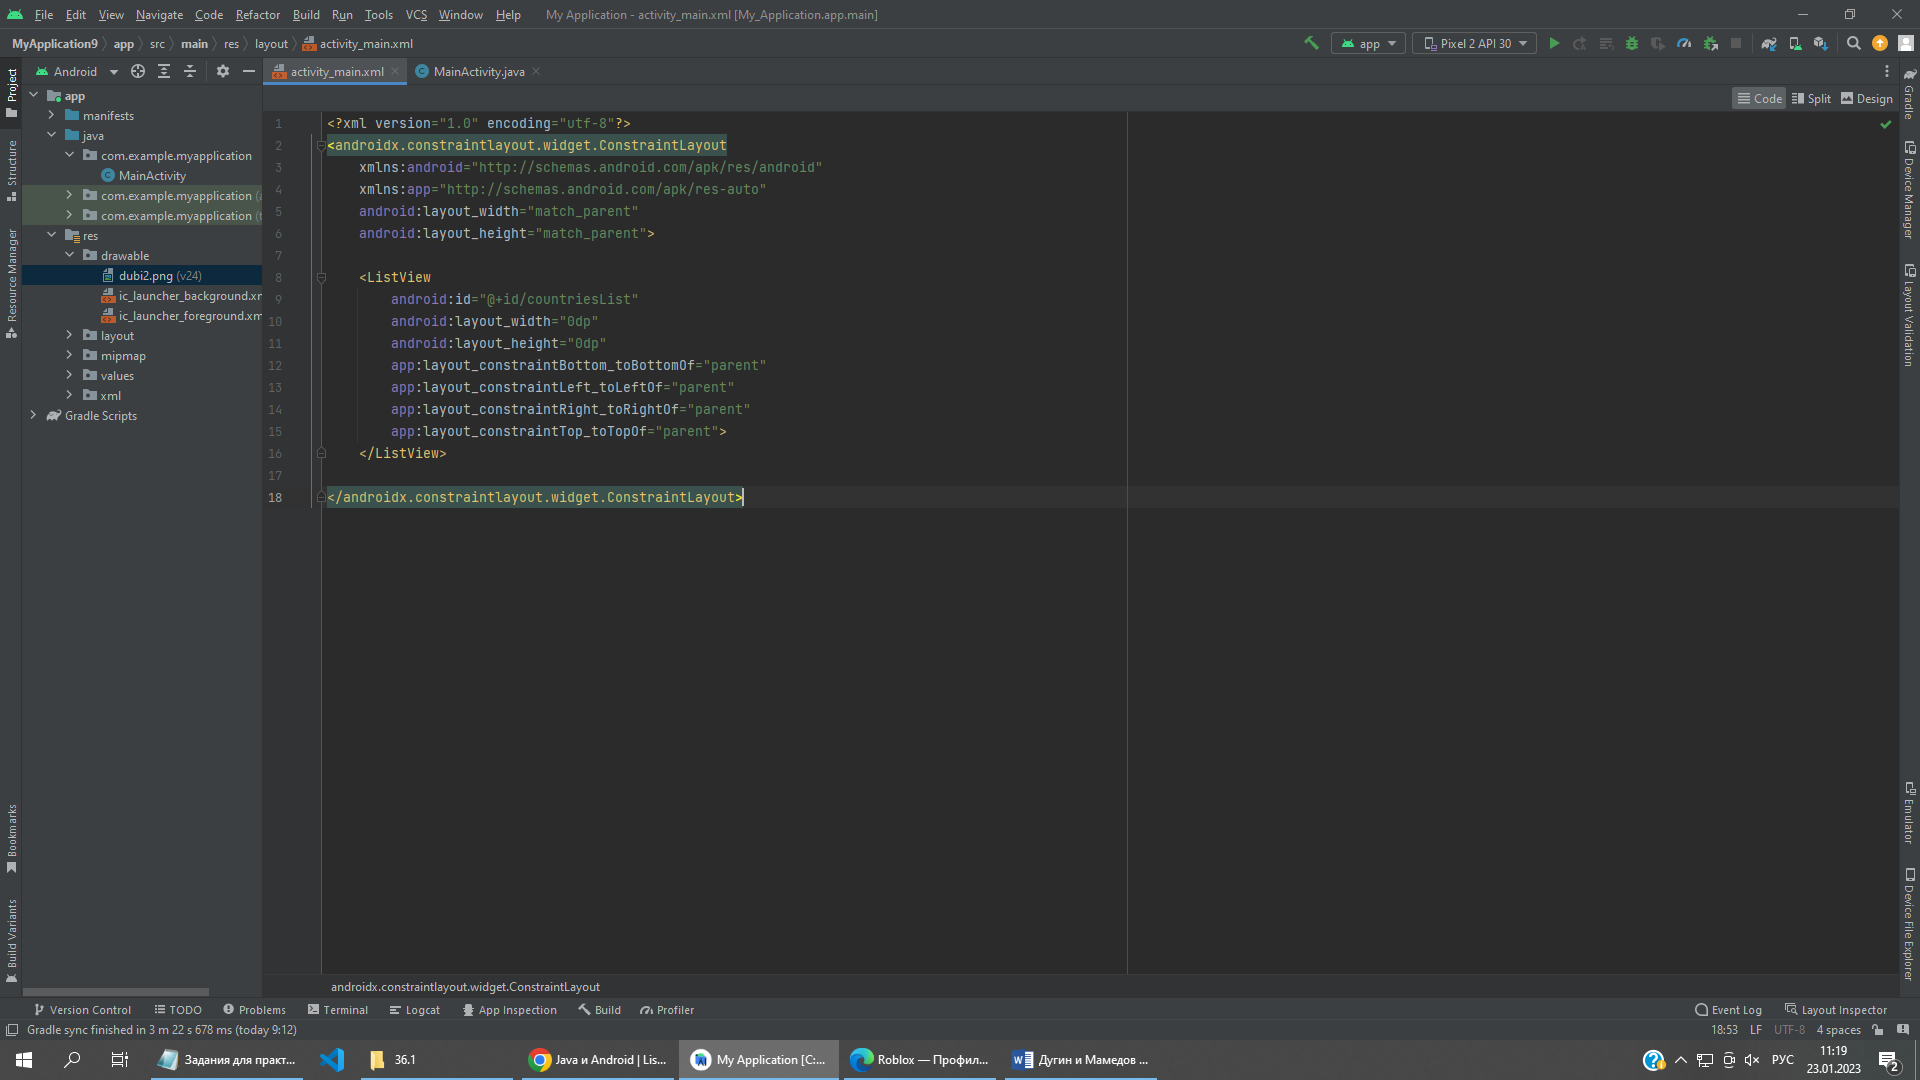 File Edit View Navigate Code Refactor Build Run Tools VCS Window Help My Application - activity_main.xml [My_Application.app.main]
MyApplication9 app src main res layout activity_main.xml
app Pixel 2 API 30
Android
activity_main.xml MainActivity.java
Code Split Design
Project
Structure
Resource Manager
Bookmarks
Build Variants
app
manifests
java
com.example.myapplication
MainActivity
com.example.myapplication
com.example.myapplication
res
drawable
dubi2.png (v24)
ic_launcher_background.xm
ic_launcher_foreground.xm
layout
mipmap
values
xml
Gradle Scripts
1 <?xml version="1.0" encoding="utf-8"?>
2 <androidx.constraintlayout.widget.ConstraintLayout
3 xmlns:android="http://schemas.android.com/apk/res/android"
4 xmlns:app="http://schemas.android.com/apk/res-auto"
5 android:layout_width="match_parent"
6 android:layout_height="match_parent">
7
8 <ListView
9 android:id="@+id/countriesList"
10 android:layout_width="0dp"
11 android:layout_height="0dp"
12 app:layout_constraintBottom_toBottomOf="parent"
13 app:layout_constraintLeft_toLeftOf="parent"
14 app:layout_constraintRight_toRightOf="parent"
15 app:layout_constraintTop_toTopOf="parent">
16 </ListView>
17
18 </androidx.constraintlayout.widget.ConstraintLayout>
Gradle
Device Manager
Layout Validation
Emulator
Device File Explorer
androidx.constraintlayout.widget.ConstraintLayout
Version Control TODO Problems Terminal Logcat App Inspection Build Profiler Event Log Layout Inspector
Gradle sync finished in 3 m 22 s 678 ms (today 9:12) 18:53 LF UTF-8 4 spaces
Задания для практ... 36.1 Java и Android | Lis... My Application [C:... Roblox — Профил... Дугин и Мамедов ... РУС 11:19
23.01.2023 2